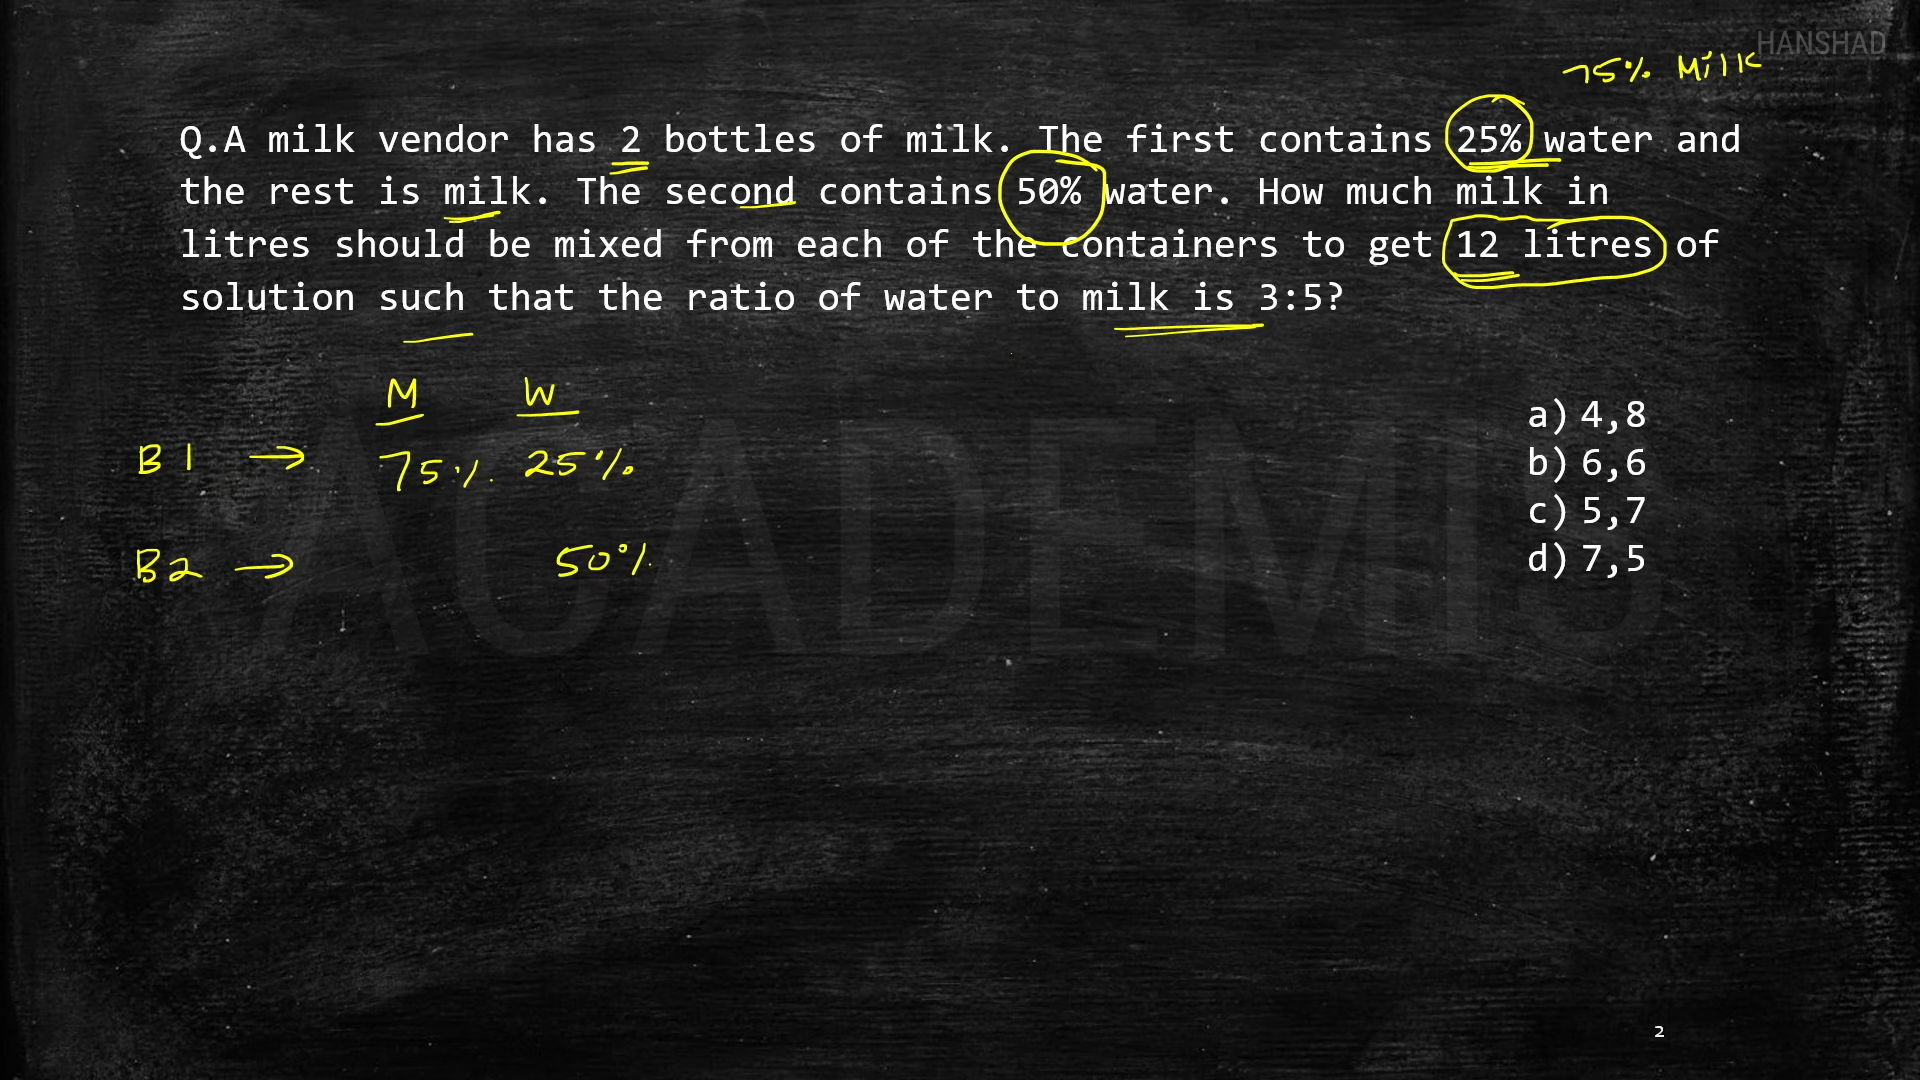 HANSHAD
75% Milk
Q.A milk vendor has 2 bottles of milk. The first contains 25% water and
the rest is milk. The second contains 50% water. How much milk in
litres should be mixed from each of the containers to get 12 litres of
solution such that the ratio of water to milk is 3:5?
M W
B1 → 75% 25%
B2 → 50%
a) 4,8
b) 6,6
c) 5,7
d) 7,5
ACADEMIS
2